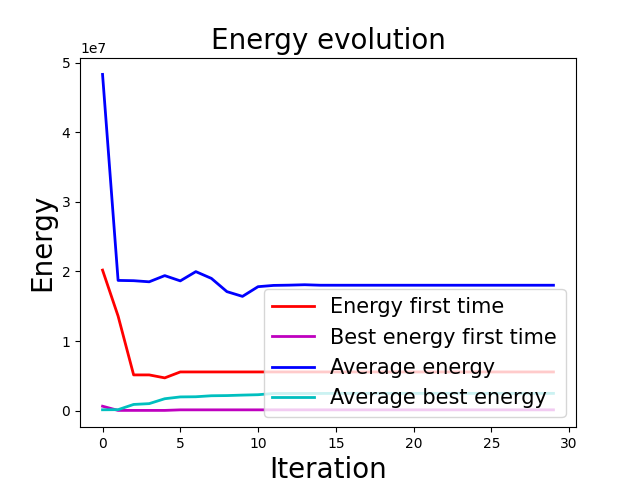 Energy evolution
1e7
5
4
3
2
1
0
Energy
Energy first time
Best energy first time
Average energy
Average best energy
0 5 10 15 20 25 30
Iteration